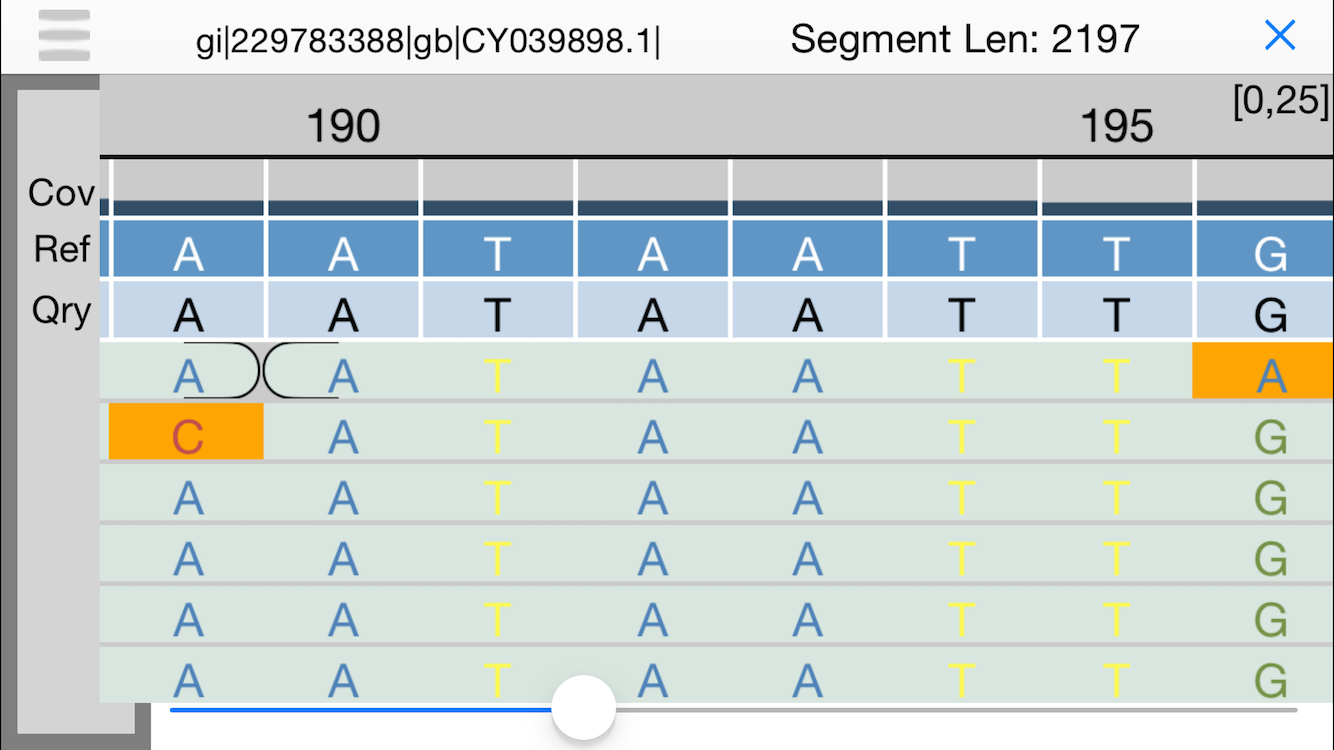 gi|229783388|gb|CY039898.1| Segment Len: 2197
[0,25]
190 195
Cov
Ref A A T A A T T G
Qry A A T A A T T G
A A T A A T T A
C A T A A T T G
A A T A A T T G
A A T A A T T G
A A T A A T T G
A A T A A T T G